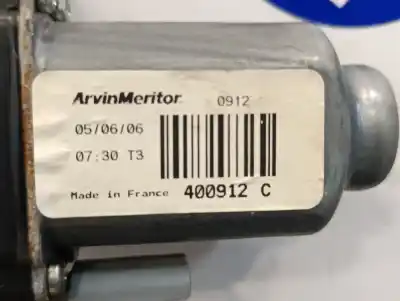 ArvinMeritor 0912
05/06/06
07:30 T3
Made in France 400912 C